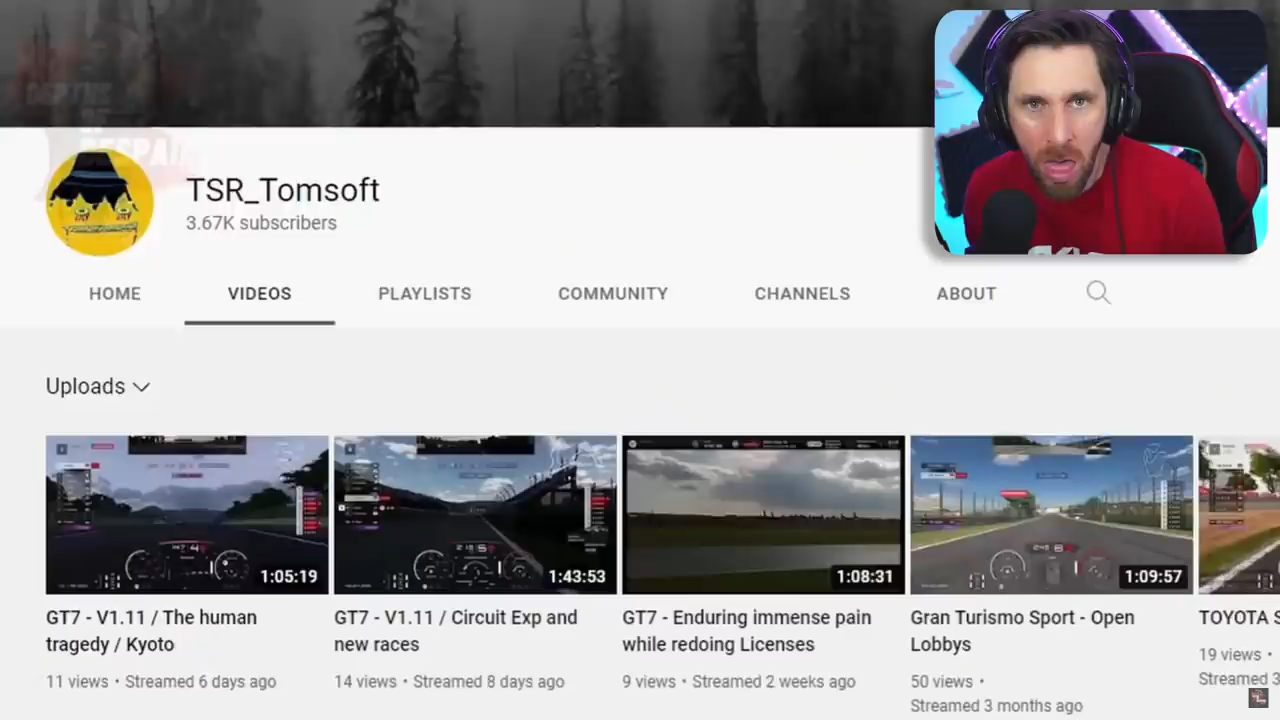 TSR_Tomsoft
3.67K subscribers
HOME VIDEOS PLAYLISTS COMMUNITY CHANNELS ABOUT
Uploads
1:05:19 1:43:53 1:08:31 1:09:57
GT7 - V1.11 / The human
tragedy / Kyoto
11 views • Streamed 6 days ago
GT7 - V1.11 / Circuit Exp and
new races
14 views • Streamed 8 days ago
GT7 - Enduring immense pain
while redoing Licenses
9 views • Streamed 2 weeks ago
Gran Turismo Sport - Open
Lobbys
50 views •
Streamed 3 months ago
TOYOTA S
19 views •
Streamed 3